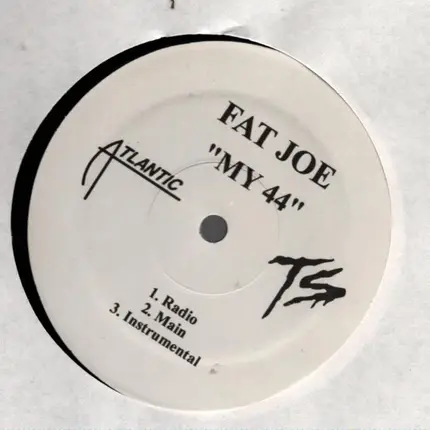 FAT JOE
"MY 44"
ATLANTIC
TS
1. Radio
2. Main
3. Instrumental